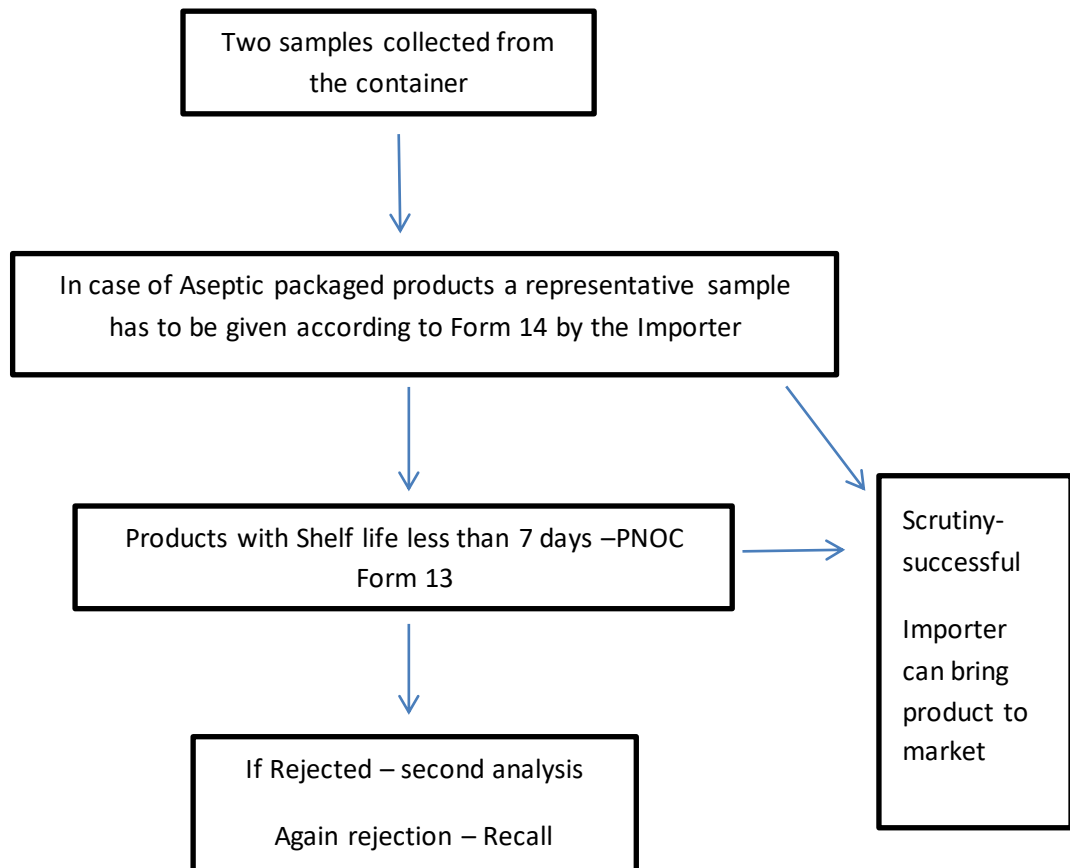 Two samples collected from
the container
In case of Aseptic packaged products a representative sample
has to be given according to Form 14 by the Importer
Products with Shelf life less than 7 days –PNOC
Form 13
Scrutiny-
successful
Importer
can bring
product to
market
If Rejected – second analysis
Again rejection – Recall